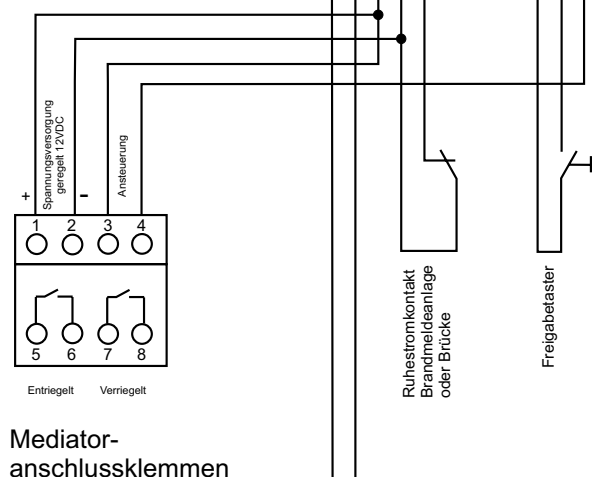 Spannungsversorgung
geregelt 12VDC
Ansteuerung
+ -
1 2 3 4
5 6 7 8
Entriegelt Verriegelt
Mediator-
anschlussklemmen
Ruhestromkontakt
Brandmeldeanlage
oder Brücke
Freigabetaster